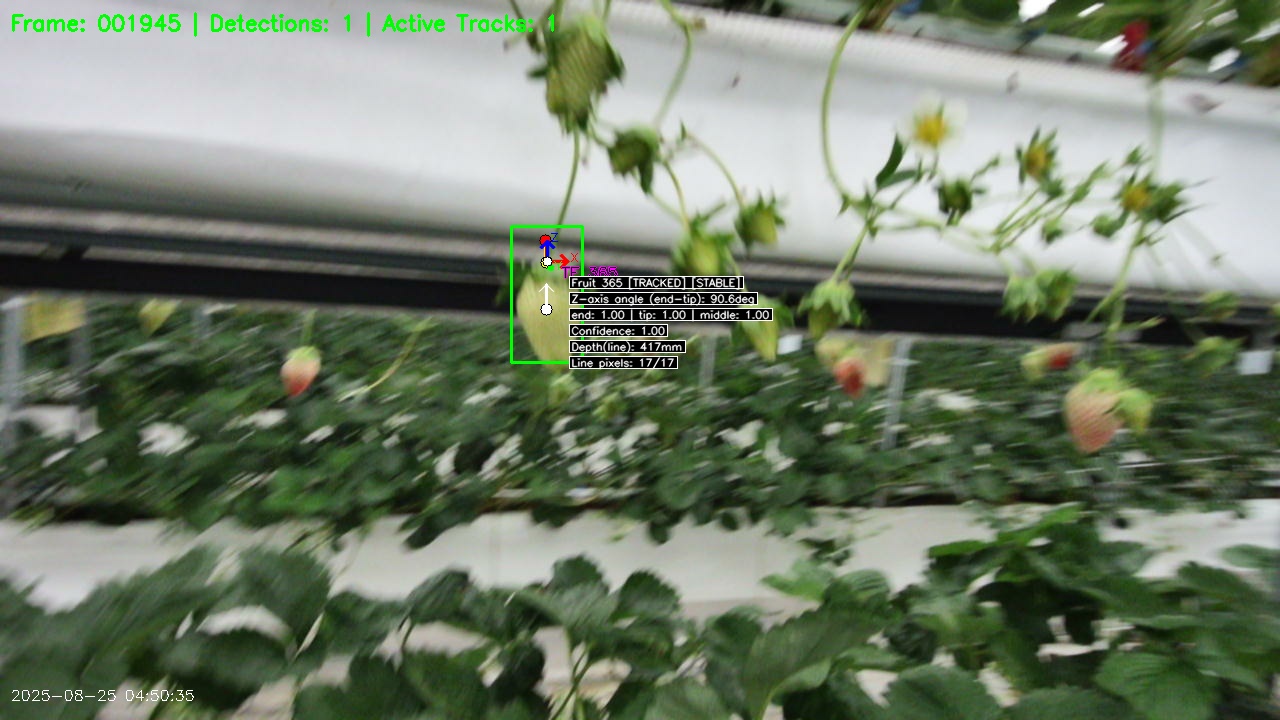 Frame: 001945 | Detections: 1 | Active Tracks: 1
Z
X
Fruit 365 [TRACKED] [STABLE]
Z-axis angle (end-tip): 90.6deg
end: 1.00 | tip: 1.00 | middle: 1.00
Confidence: 1.00
Depth(line): 417mm
Line pixels: 17/17
2025-08-25 04:50:35